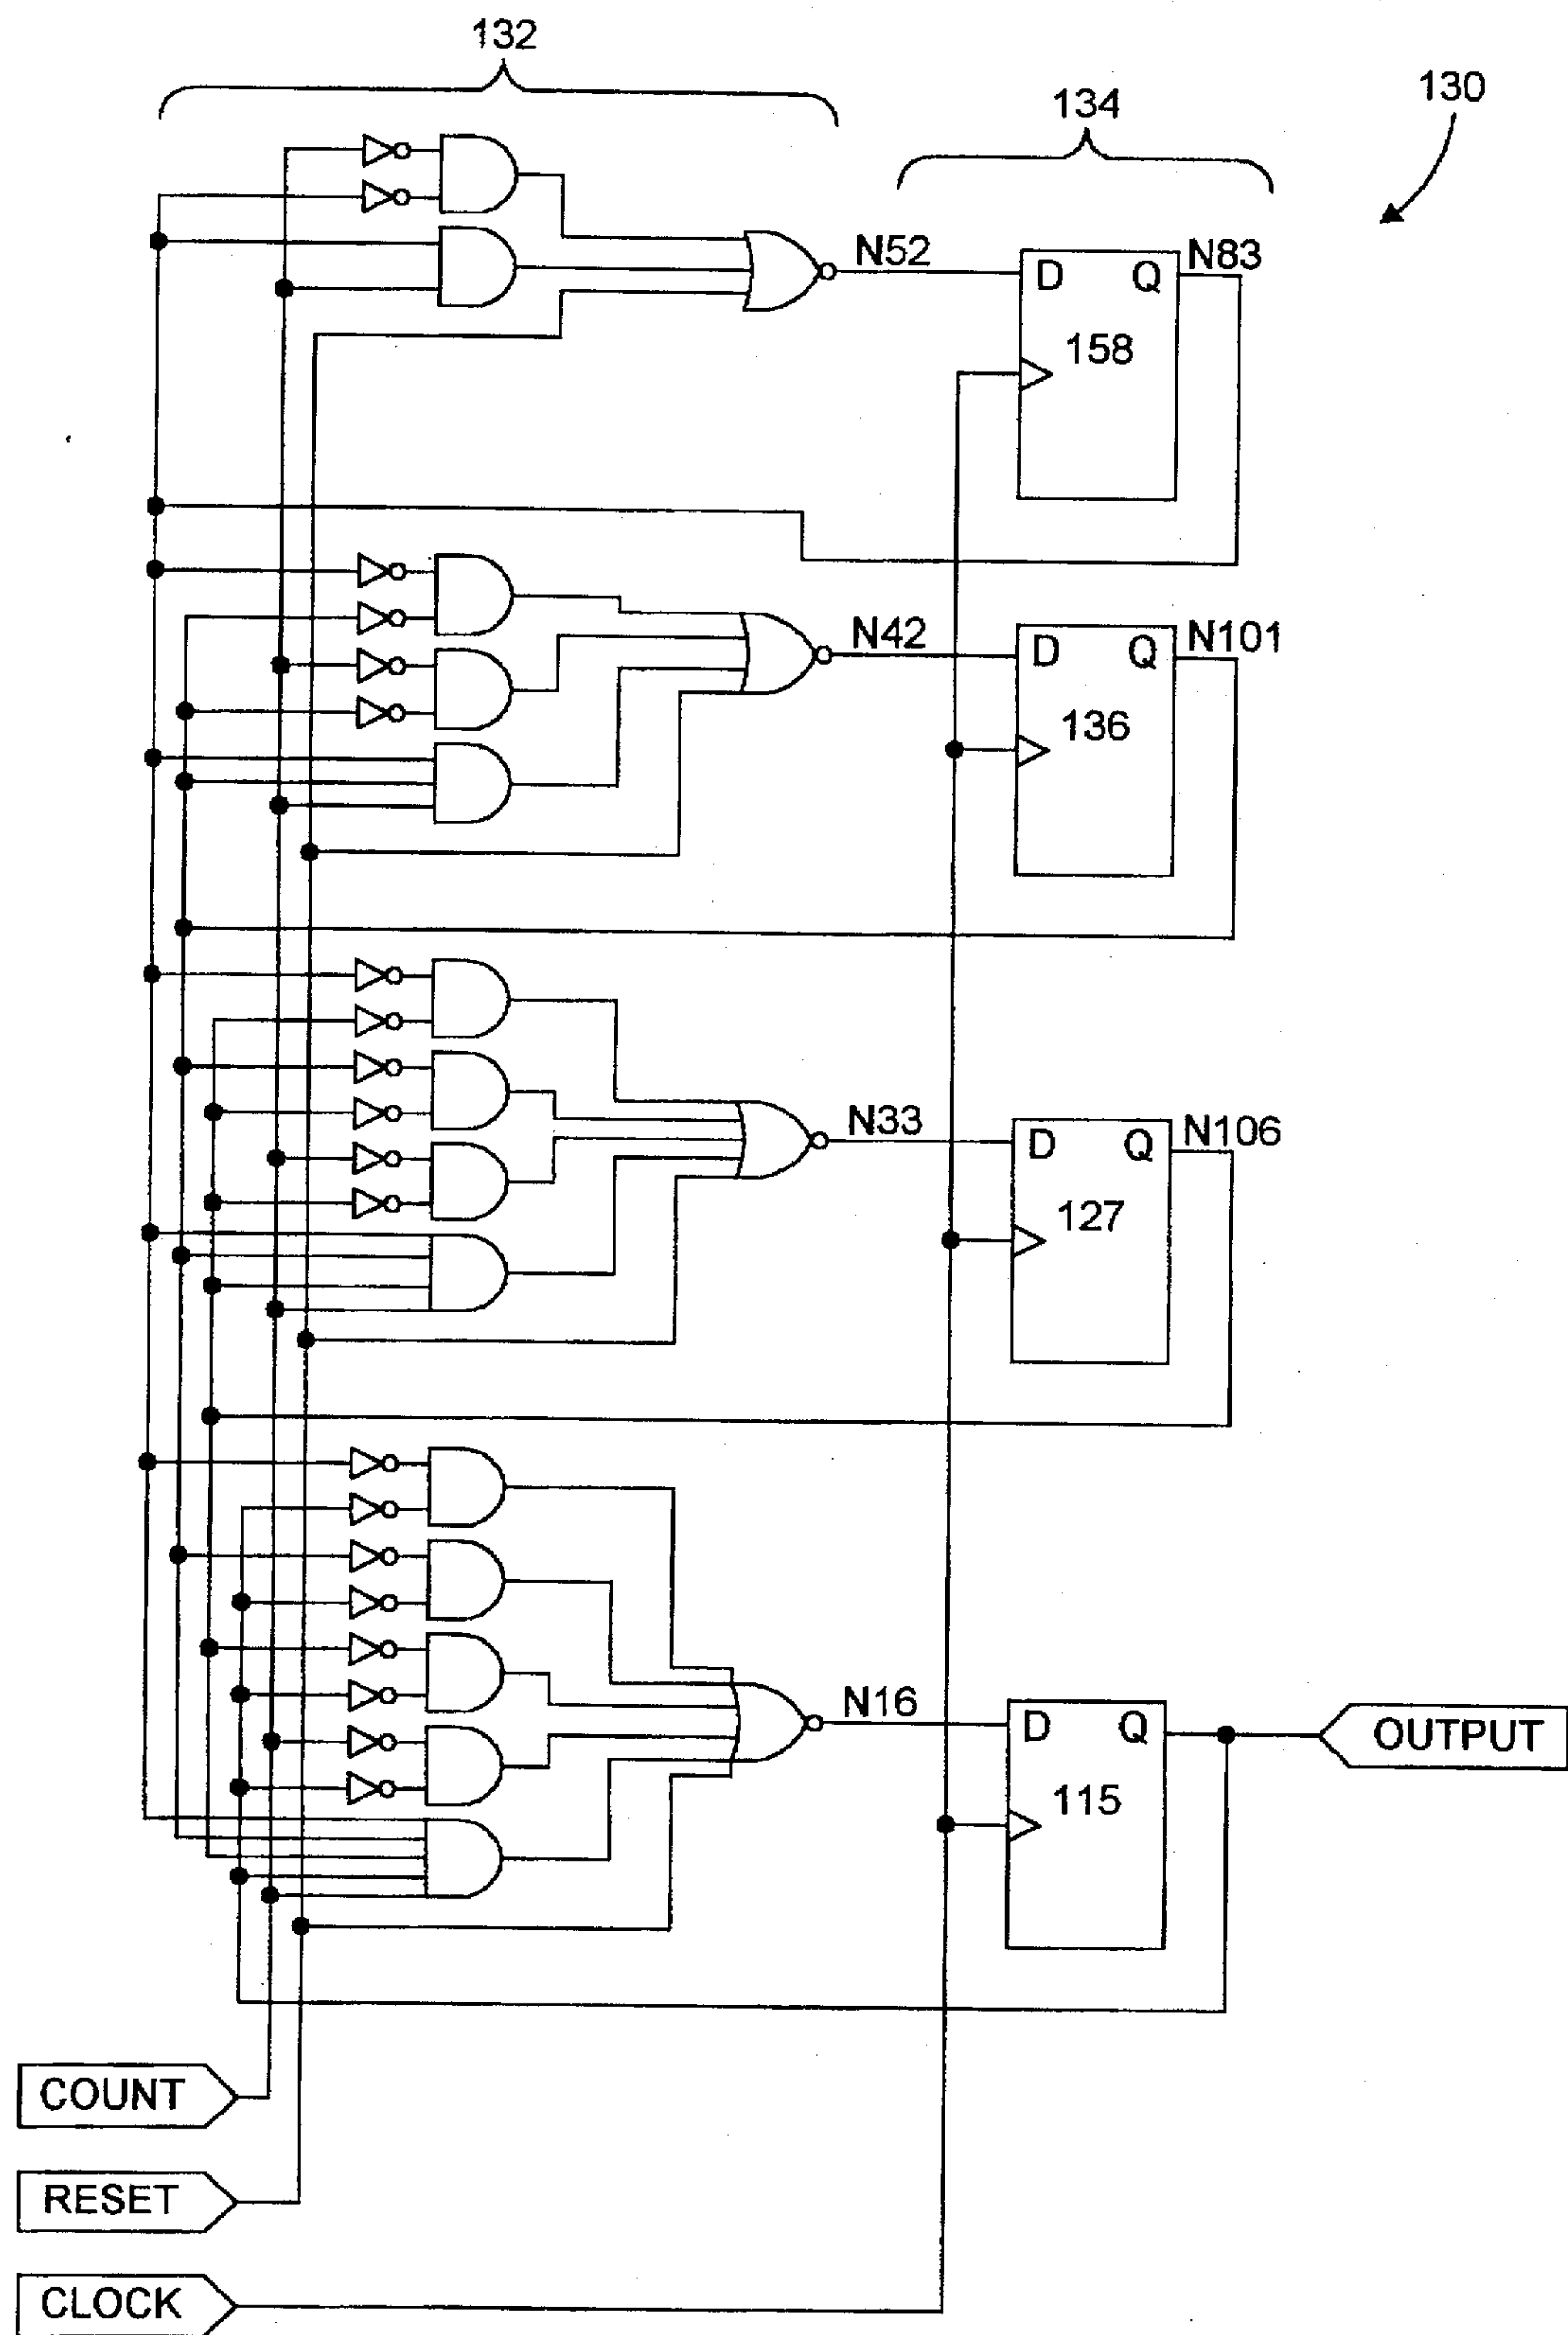 132
134
130
N52
D Q
N83
158
N42
D Q
N101
136
N33
D Q
N106
127
N16
D Q
OUTPUT
115
COUNT
RESET
CLOCK